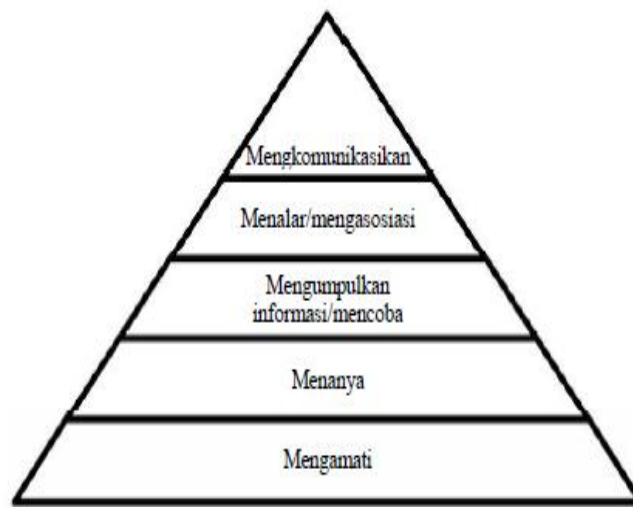 Mengkomunikasikan
Menalar/mengasosiasi
Mengumpulkan
informasi/mencoba
Menanya
Mengamati